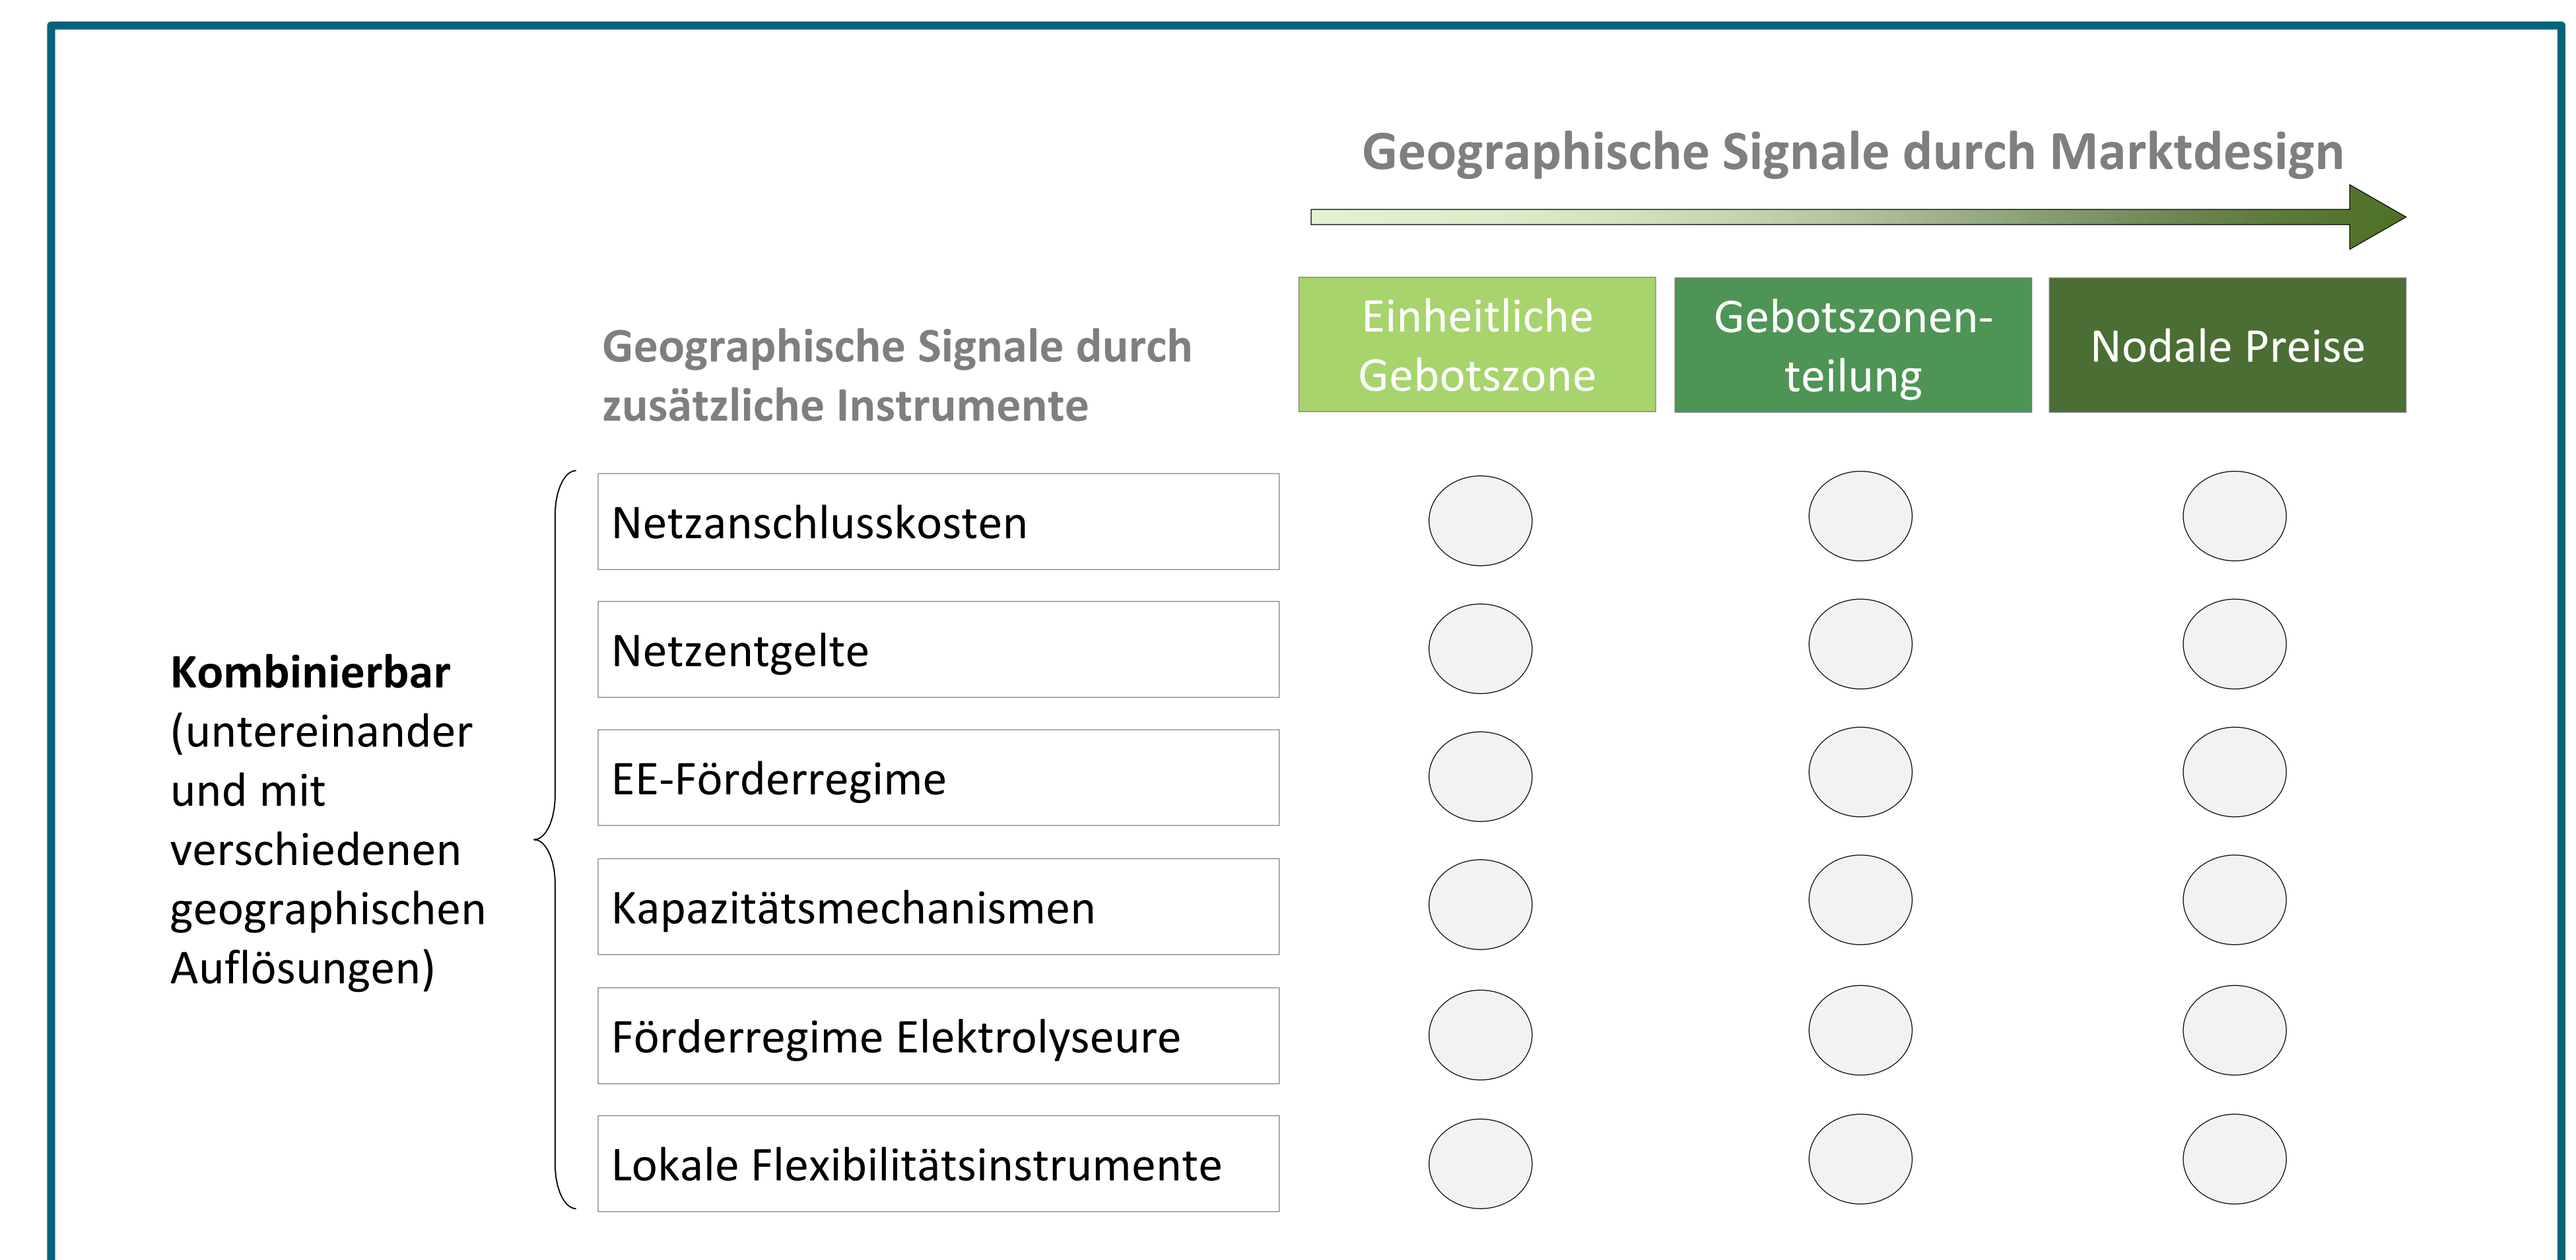 Geographische Signale durch Marktdesign
Einheitliche
Gebotszone
Gebotszonen-
teilung
Nodale Preise
Geographische Signale durch
zusätzliche Instrumente
Kombinierbar
(untereinander
und mit
verschiedenen
geographischen
Auflösungen)
Netzanschlusskosten
Netzentgelte
EE-Förderregime
Kapazitätsmechanismen
Förderregime Elektrolyseure
Lokale Flexibilitätsinstrumente